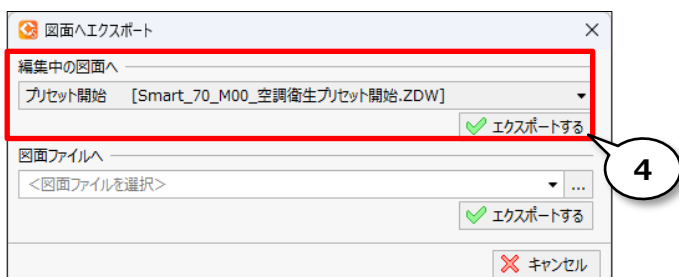 図面へエクスポート
編集中の図面へ
プリセット開始 [Smart_70_M00_空調衛生プリセット開始.ZDW]
エクスポートする
4
図面ファイルへ
<図面ファイルを選択>
...
エクスポートする
キャンセル